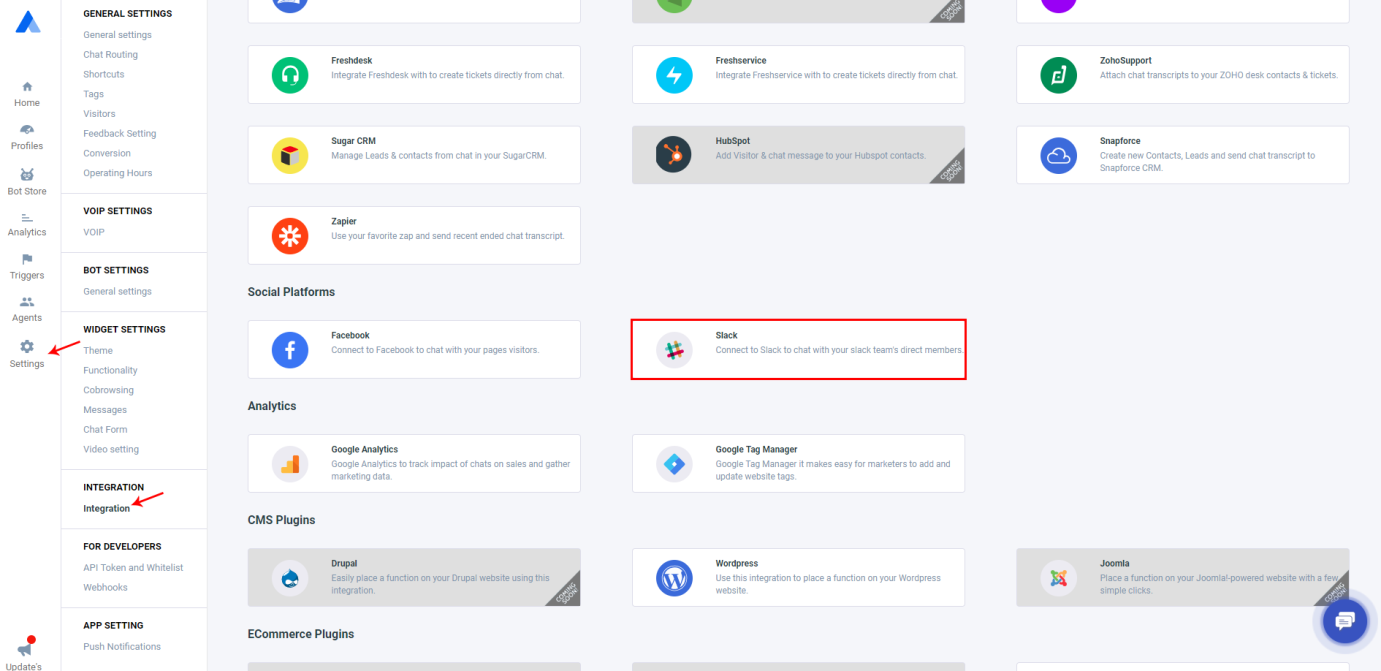 Home
Profiles
Bot Store
Analytics
Triggers
Agents
Settings
Update's
GENERAL SETTINGS
General settings
Chat Routing
Shortcuts
Tags
Visitors
Feedback Setting
Conversion
Operating Hours
VOIP SETTINGS
VOIP
BOT SETTINGS
General settings
WIDGET SETTINGS
Theme
Functionality
Cobrowsing
Messages
Chat Form
Video setting
INTEGRATION
Integration
FOR DEVELOPERS
API Token and Whitelist
Webhooks
APP SETTING
Push Notifications
COMING SOON!
Freshdesk
Integrate Freshdesk with to create tickets directly from chat.
Freshservice
Integrate Freshservice with to create tickets directly from chat.
ZohoSupport
Attach chat transcripts to your ZOHO desk contacts & tickets.
Sugar CRM
Manage Leads & contacts from chat in your SugarCRM.
HubSpot
Add Visitor & chat message to your Hubspot contacts.
COMING SOON!
Snapforce
Create new Contacts, Leads and send chat transcript to
Snapforce CRM.
Zapier
Use your favorite zap and send recent ended chat transcript.
Social Platforms
Facebook
Connect to Facebook to chat with your pages visitors.
Slack
Connect to Slack to chat with your slack team's direct members.
Analytics
Google Analytics
Google Analytics to track impact of chats on sales and gather
marketing data.
Google Tag Manager
Google Tag Manager it makes easy for marketers to add and
update website tags.
CMS Plugins
Drupal
Easily place a function on your Drupal website using this
integration.
COMING SOON!
Wordpress
Use this integration to place a function on your Wordpress
website.
Joomla
Place a function on your Joomla!-powered website with a few
simple clicks.
COMING SOON!
ECommerce Plugins